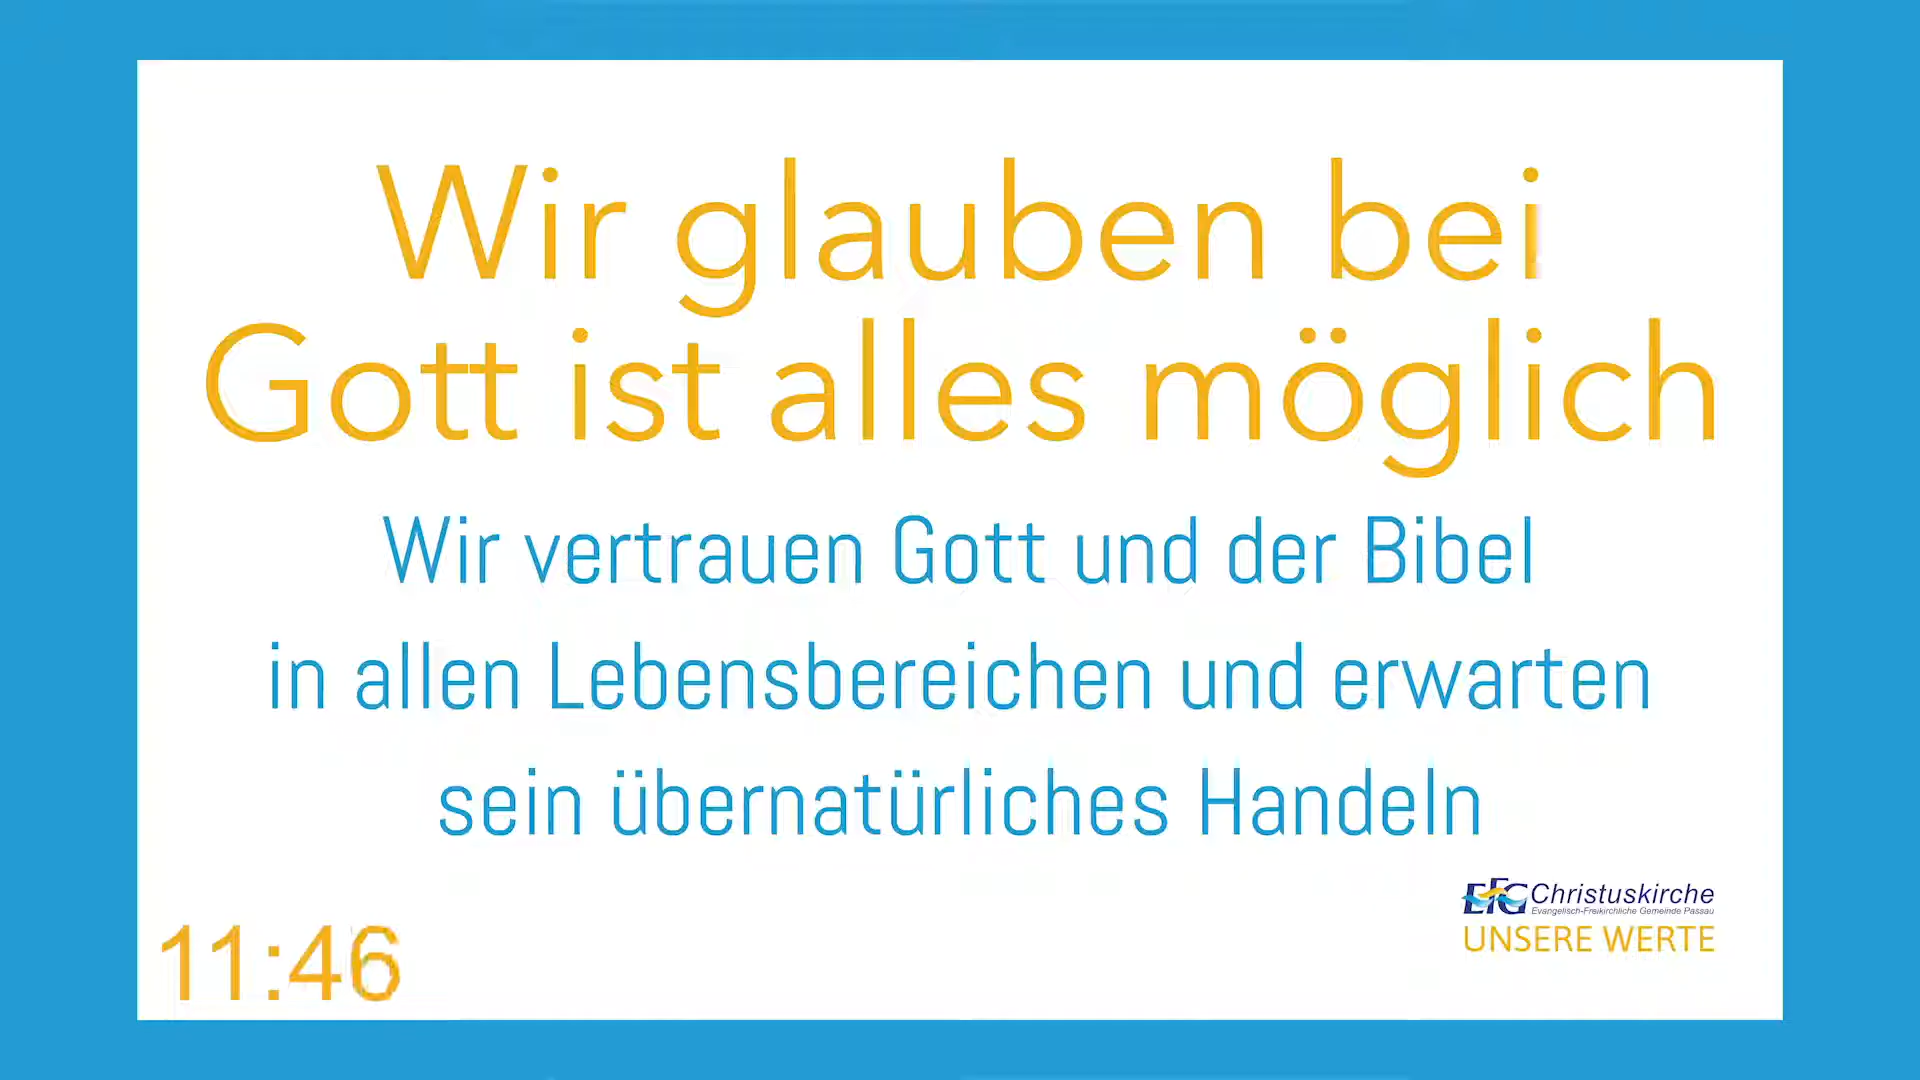 Wir glauben bei
Gott ist alles möglich
Wir vertrauen Gott und der Bibel
in allen Lebensbereichen und erwarten
sein übernatürliches Handeln
EFG Christuskirche
Evangelisch-Freikirchliche Gemeinde Passau
UNSERE WERTE
11:46